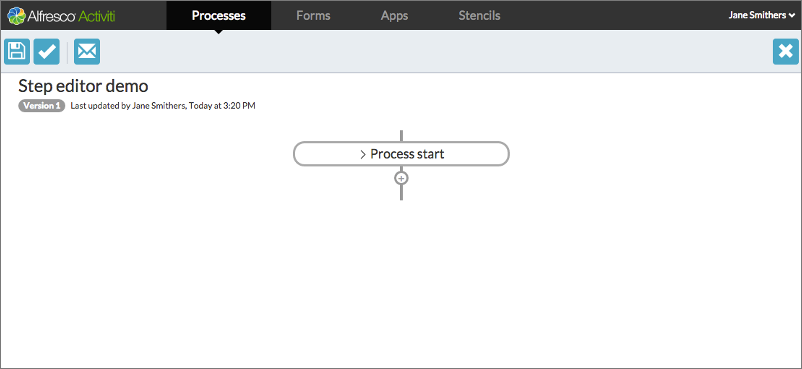 Alfresco Activiti Processes Forms Apps Stencils Jane Smithers
Step editor demo
Version 1 Last updated by Jane Smithers, Today at 3:20 PM
> Process start